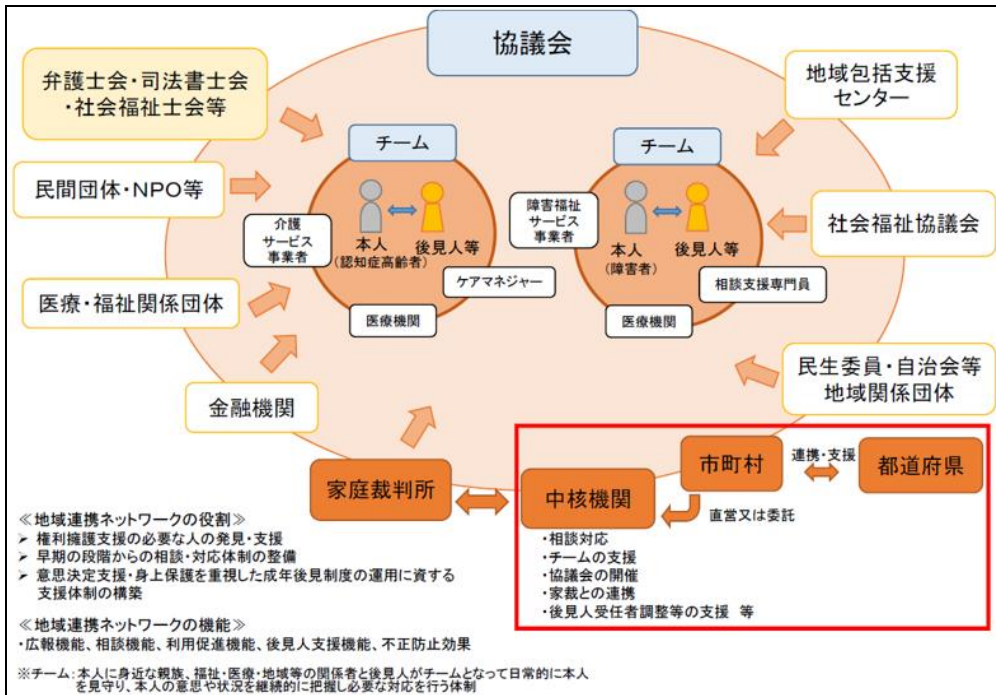 協議会
弁護士会・司法書士会
・社会福祉士会等
地域包括支援
センター
チーム
チーム
民間団体・NPO等
介護
サービス
事業者
本人
(認知症高齢者)
後見人等
ケアマネジャー
医療機関
障害福祉
サービス
事業者
本人
(障害者)
後見人等
相談支援専門員
医療機関
社会福祉協議会
医療・福祉関係団体
民生委員・自治会等
地域関係団体
金融機関
家庭裁判所
中核機関
市町村
連携・支援
都道府県
直営又は委託
・相談対応
・チームの支援
・協議会の開催
・家裁との連携
・後見人受任者調整等の支援 等
≪地域連携ネットワークの役割≫
➢ 権利擁護支援の必要な人の発見・支援
➢ 早期の段階からの相談・対応体制の整備
➢ 意思決定支援・身上保護を重視した成年後見制度の運用に資する
支援体制の構築
≪地域連携ネットワークの機能≫
・広報機能、相談機能、利用促進機能、後見人支援機能、不正防止効果
※チーム：本人に身近な親族、福祉・医療・地域等の関係者と後見人がチームとなって日常的に本人
を見守り、本人の意思や状況を継続的に把握し必要な対応を行う体制